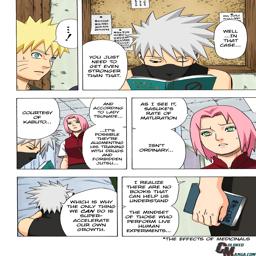 WELL...
IN THAT
CASE...
YOU JUST
NEED TO
GET EVEN
STRONGER
THAN THAT.
AS I SEE IT,
SASUKE'S
RATE OF
MATURATION
ISN'T
ORDINARY...
AND
ACCORDING
TO LADY
TSUNADE...
...IT'S
POSSIBLE
THEY'RE
AUGMENTING
HIS TRAINING
WITH DRUGS
AND
FORBIDDEN
JUTSU...
COURTESY
OF
KABUTO...
I REALIZE
THERE ARE NO
BOOKS THAT
CAN HELP US
UNDERSTAND
THE MINDSET
OF THOSE
WHO PERFORM
HUMAN
EXPERIMENTS...
WHICH IS WHY
THE ONLY THING
WE CAN DO IS
SUPER-
ACCELERATE
OUR OWN
GROWTH.
*THE EFFECTS OF MEDICINALS